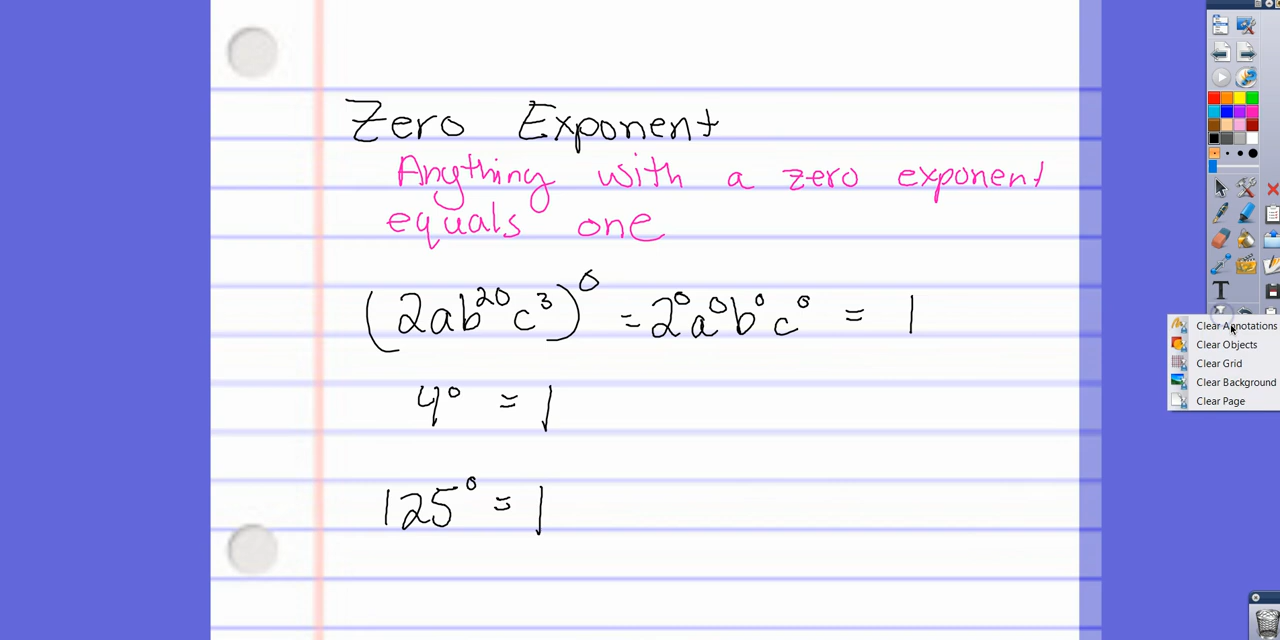 Zero Exponent
Anything with a zero exponent
equals one
(2ab²⁰c³)⁰ = 2⁰a⁰b⁰c⁰ = 1
4⁰ = 1
125⁰ = 1
T
Clear Annotations
Clear Objects
Clear Grid
Clear Background
Clear Page